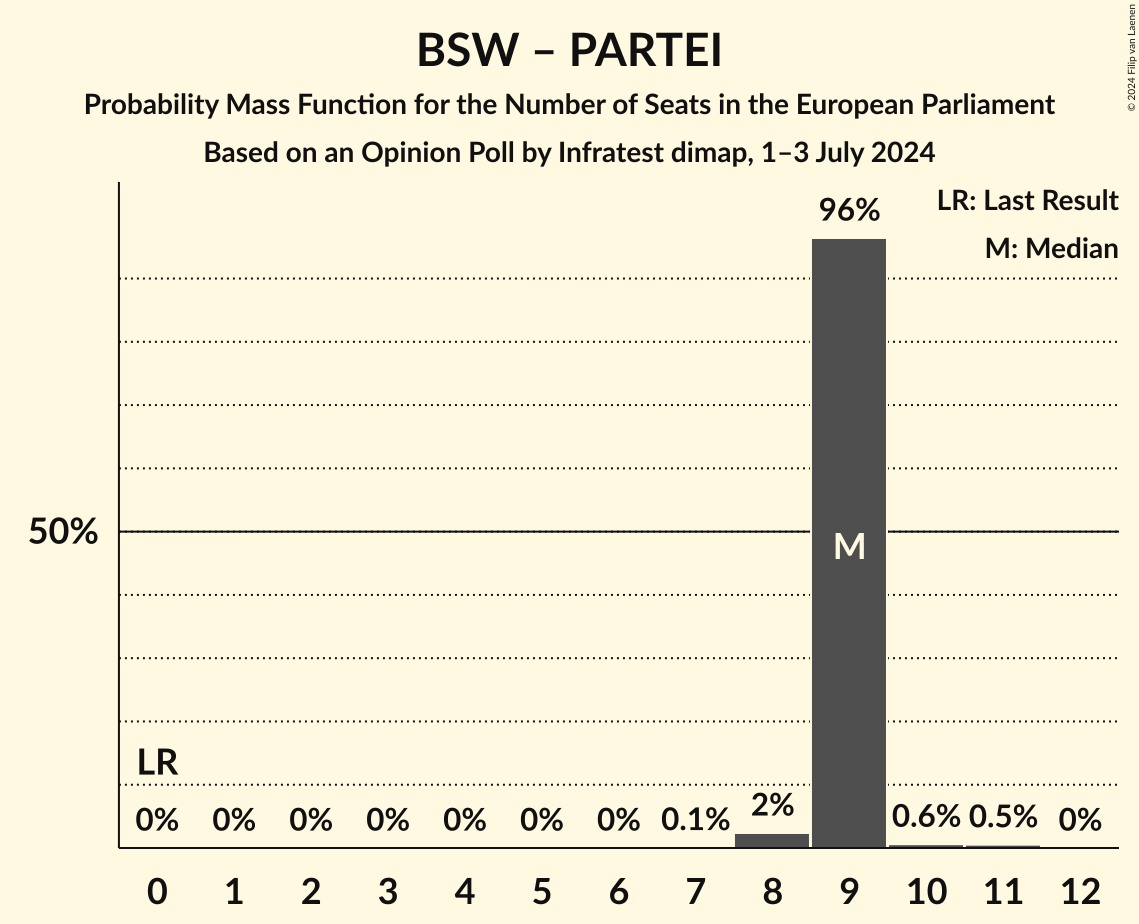 BSW – PARTEI
Probability Mass Function for the Number of Seats in the European Parliament
Based on an Opinion Poll by Infratest dimap, 1–3 July 2024
© 2024 Filip van Laenen
LR: Last Result
M: Median
96%
50%
M
LR
0% 0% 0% 0% 0% 0% 0% 0.1% 2% 0.6% 0.5% 0%
0 1 2 3 4 5 6 7 8 9 10 11 12